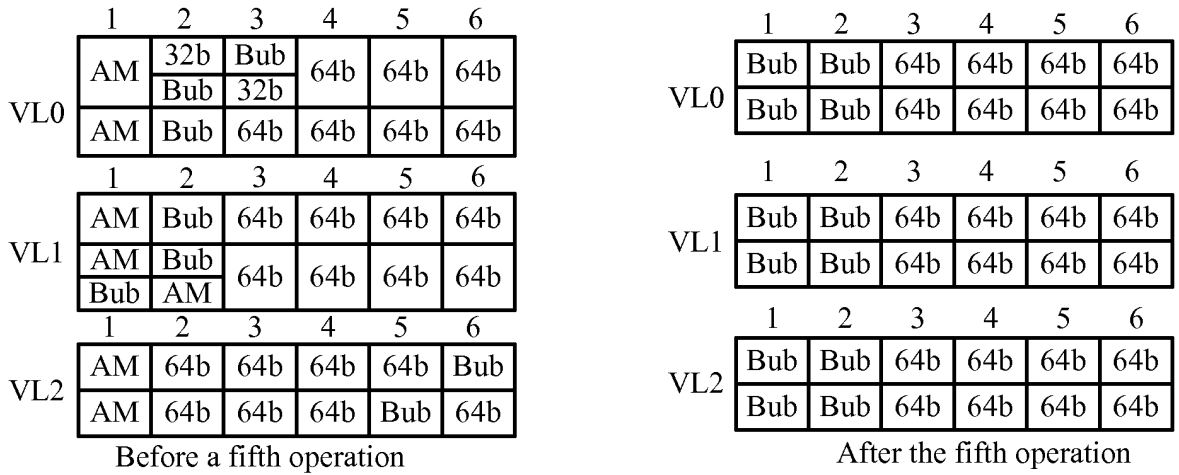 1 2 3 4 5 6
VL0
AM 32b Bub 64b 64b 64b
Bub 32b
AM Bub 64b 64b 64b 64b
1 2 3 4 5 6
VL1
AM Bub 64b 64b 64b 64b
AM Bub 64b 64b 64b 64b
Bub AM
1 2 3 4 5 6
VL2
AM 64b 64b 64b 64b Bub
AM 64b 64b 64b Bub 64b
Before a fifth operation
1 2 3 4 5 6
VL0
Bub Bub 64b 64b 64b 64b
Bub Bub 64b 64b 64b 64b
1 2 3 4 5 6
VL1
Bub Bub 64b 64b 64b 64b
Bub Bub 64b 64b 64b 64b
1 2 3 4 5 6
VL2
Bub Bub 64b 64b 64b 64b
Bub Bub 64b 64b 64b 64b
After the fifth operation